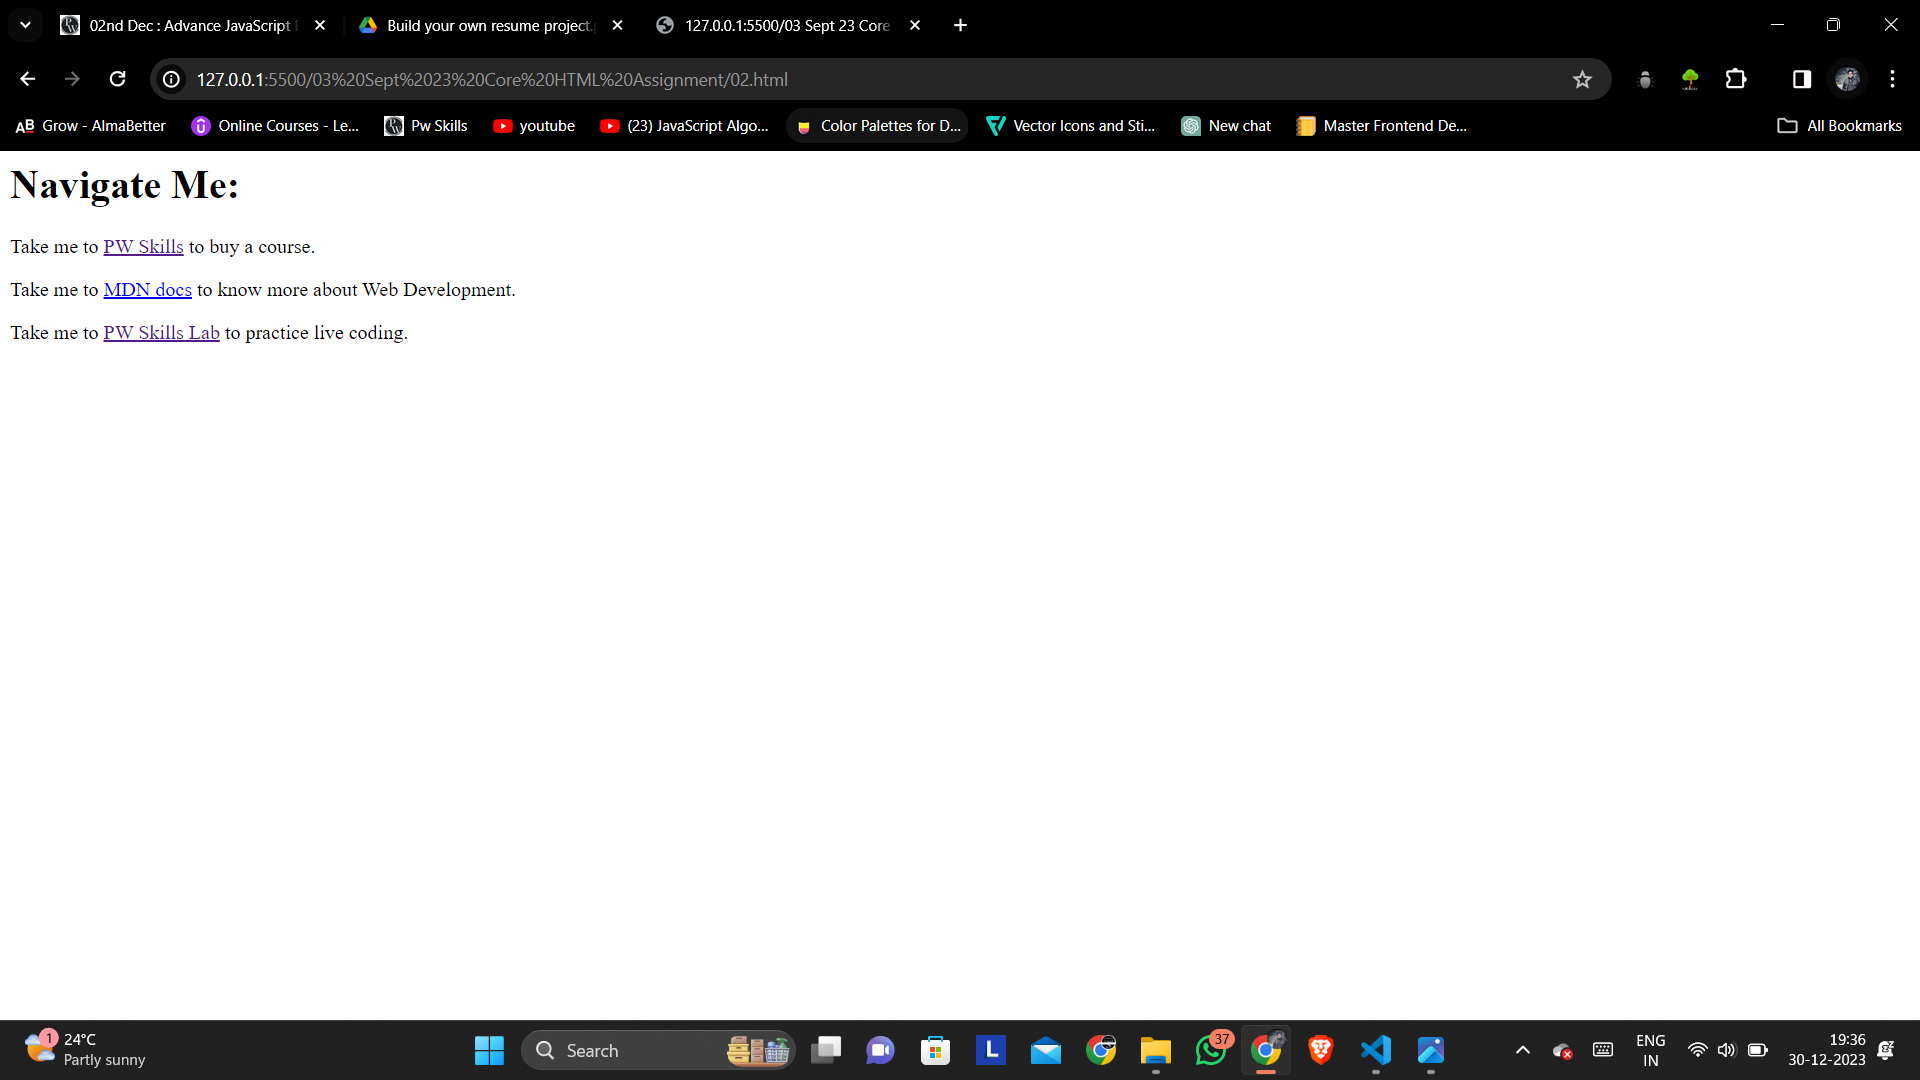 02nd Dec : Advance JavaScript
Build your own resume project.
127.0.0.1:5500/03 Sept 23 Core
127.0.0.1:5500/03%20Sept%2023%20Core%20HTML%20Assignment/02.html
AB Grow - AlmaBetter
Online Courses - Le...
Pw Skills
youtube
(23) JavaScript Algo...
Color Palettes for D...
Vector Icons and Sti...
New chat
Master Frontend De...
All Bookmarks
Navigate Me:
Take me to PW Skills to buy a course.
Take me to MDN docs to know more about Web Development.
Take me to PW Skills Lab to practice live coding.
1
24°C
Partly sunny
Search
L
37
ENG
IN
19:36
30-12-2023